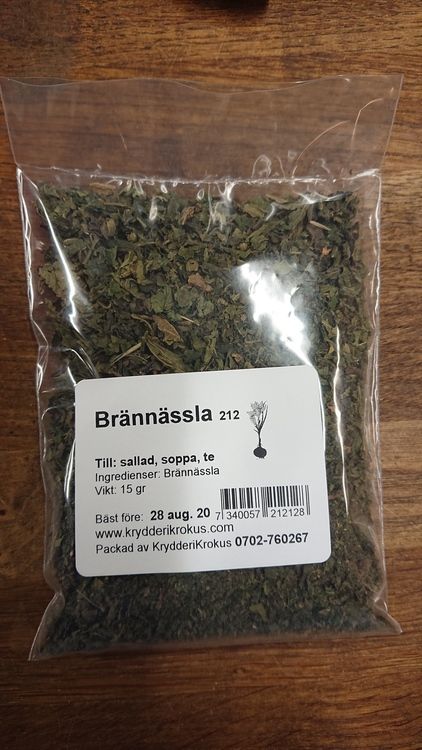 Brännässla 212
Till: sallad, soppa, te
Ingredienser: Brännässla
Vikt: 15 gr
Bäst före: 28 aug. 20
7 340057 212128
www.krydderikrokus.com
Packad av KrydderiKrokus 0702-760267